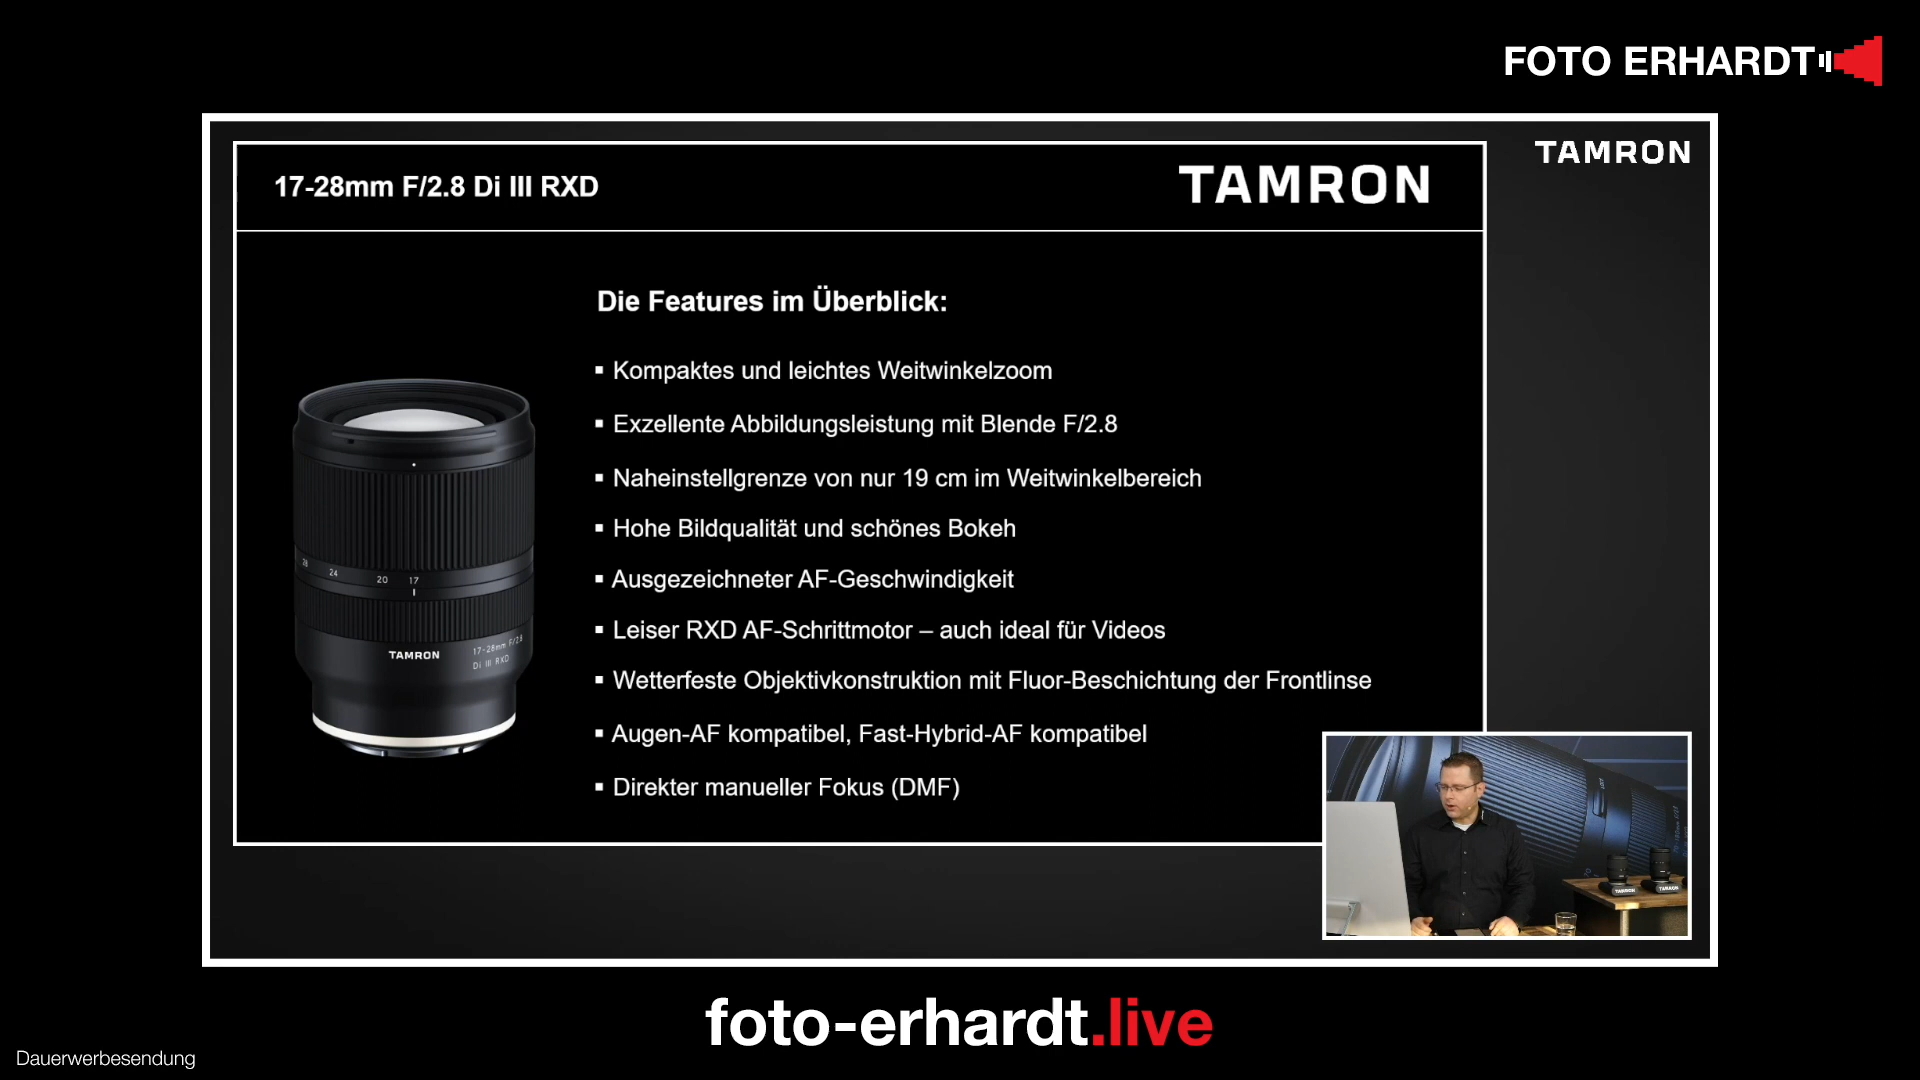 FOTO ERHARDT
TAMRON
17-28mm F/2.8 Di III RXD
TAMRON
Die Features im Überblick:
▪ Kompaktes und leichtes Weitwinkelzoom
▪ Exzellente Abbildungsleistung mit Blende F/2.8
▪ Naheinstellgrenze von nur 19 cm im Weitwinkelbereich
▪ Hohe Bildqualität und schönes Bokeh
▪ Ausgezeichneter AF-Geschwindigkeit
▪ Leiser RXD AF-Schrittmotor – auch ideal für Videos
▪ Wetterfeste Objektivkonstruktion mit Fluor-Beschichtung der Frontlinse
▪ Augen-AF kompatibel, Fast-Hybrid-AF kompatibel
▪ Direkter manueller Fokus (DMF)
28 24 20 17
TAMRON
17-28mm F/2.8
Di III RXD
TAMRON TAMRON
foto-erhardt.live
Dauerwerbesendung